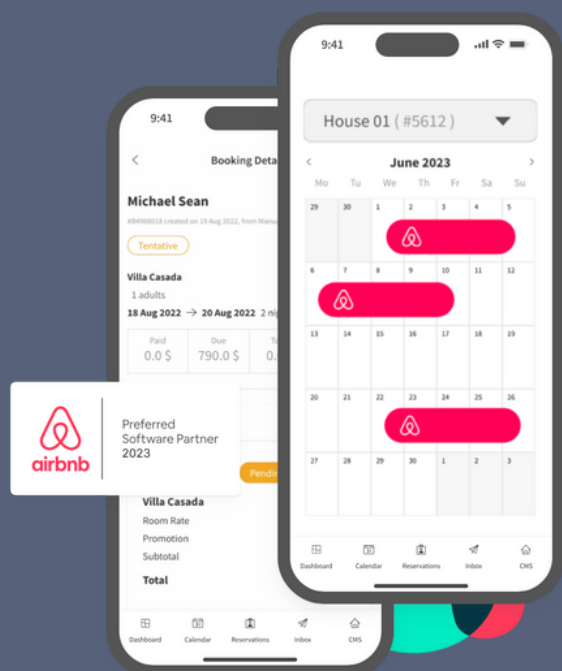 9:41
Booking Deta
Michael Sean
created on 19 Aug 2022, from Manua
Tentative
Villa Casada
1 adults
18 Aug 2022 → 20 Aug 2022 2 nig
Paid Due To
0.0 $ 790.0 $ 0.
Pendin
Villa Casada
Room Rate
Promotion
Subtotal
Total
Dashboard Calendar Reservations Inbox CMS
airbnb
Preferred
Software Partner
2023
9:41
House 01 ( #5612 )
June 2023
Mo Tu We Th Fr Sa Su
29 30 1 2 3 4 5
6 7 8 9 10 11 12
13 14 15 16 17 18 19
20 21 22 23 24 25 26
27 28 29 30 1 2 3
Dashboard Calendar Reservations Inbox CMS